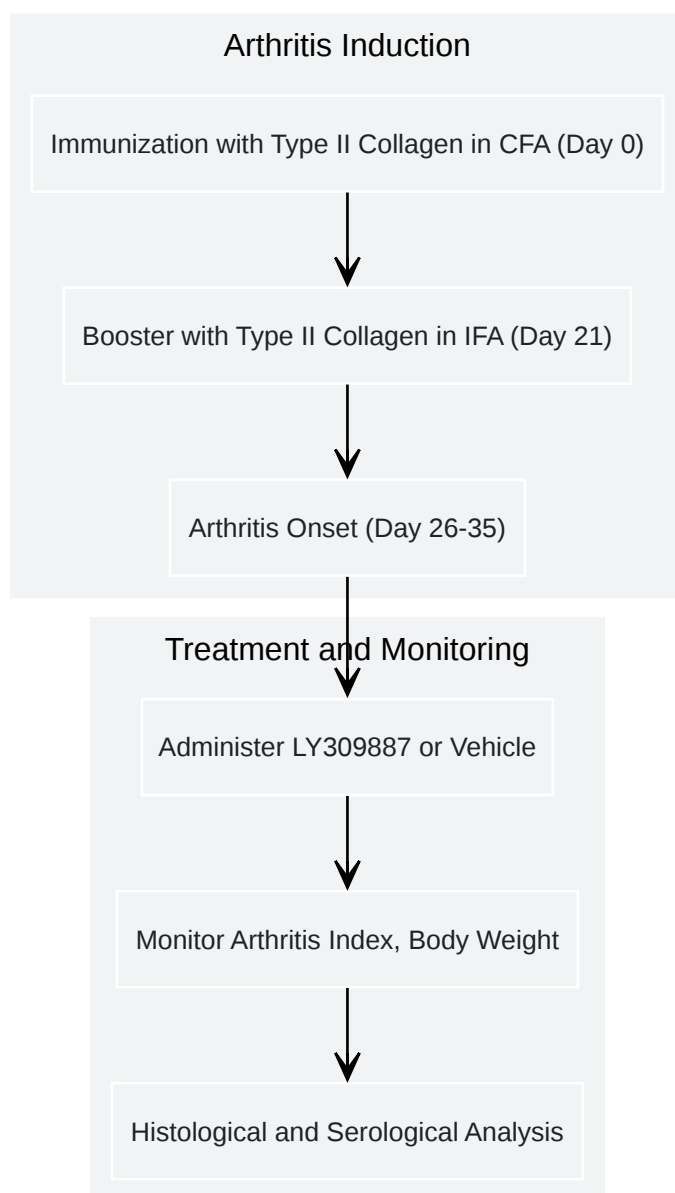 Arthritis Induction
Immunization with Type II Collagen in CFA (Day 0)
Booster with Type II Collagen in IFA (Day 21)
Arthritis Onset (Day 26-35)
Treatment and Monitoring
Administer LY309887 or Vehicle
Monitor Arthritis Index, Body Weight
Histological and Serological Analysis